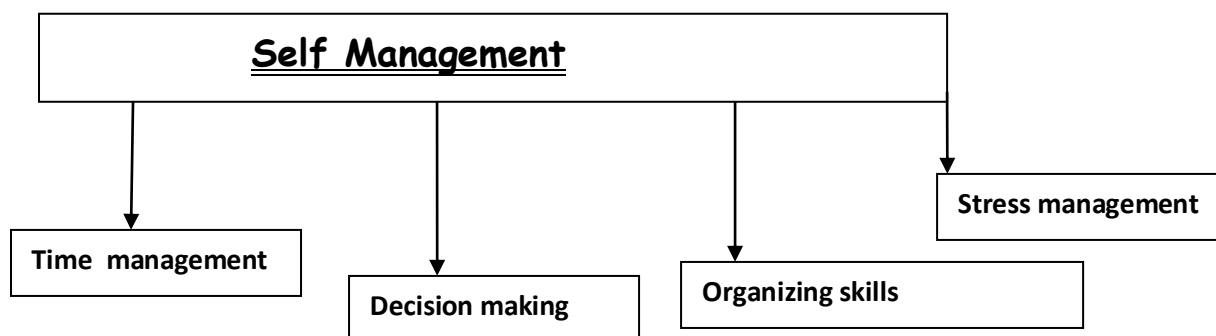 Self Management
Stress management
Time management
Decision making
Organizing skills